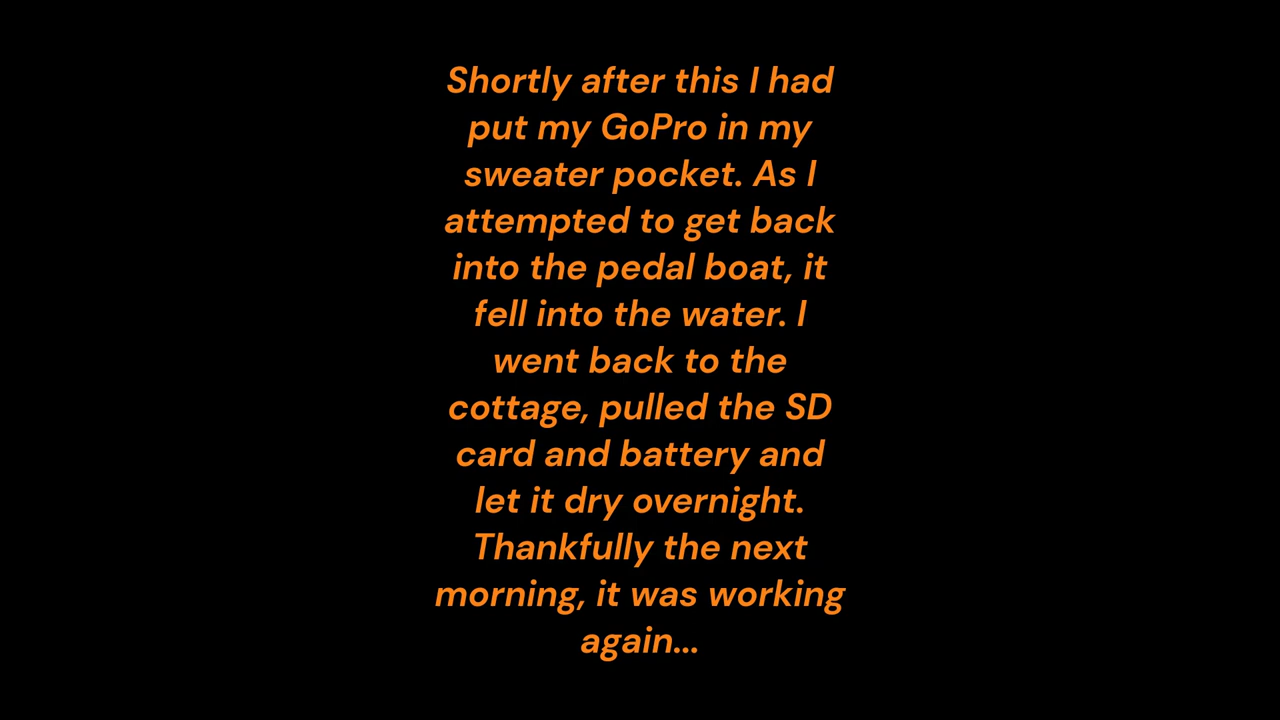 Shortly after this I had
put my GoPro in my
sweater pocket. As I
attempted to get back
into the pedal boat, it
fell into the water. I
went back to the
cottage, pulled the SD
card and battery and
let it dry overnight.
Thankfully the next
morning, it was working
again...